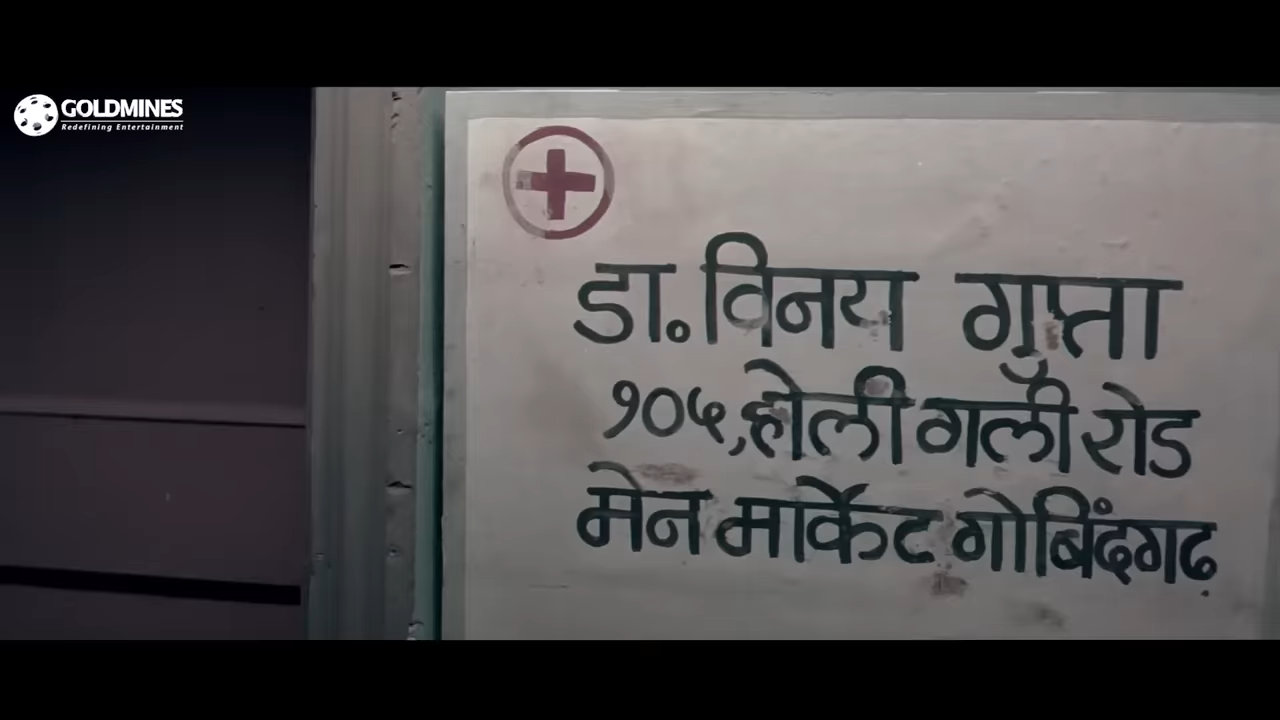 GOLDMINES
Redefining Entertainment
डा. विनय गुप्ता
१०५, होली गली रोड
मेन मार्केट गोबिंदगढ़